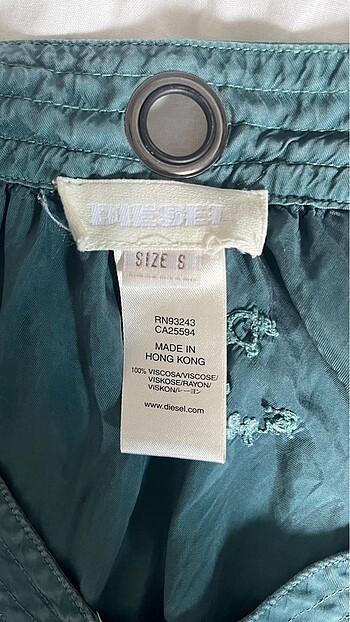 DIESEL
SIZE S
RN93243
CA25594
MADE IN
HONG KONG
100% VISCOSA/VISCOSE/
VISKOSE/RAYON/
VISKON/レーヨン
www.diesel.com